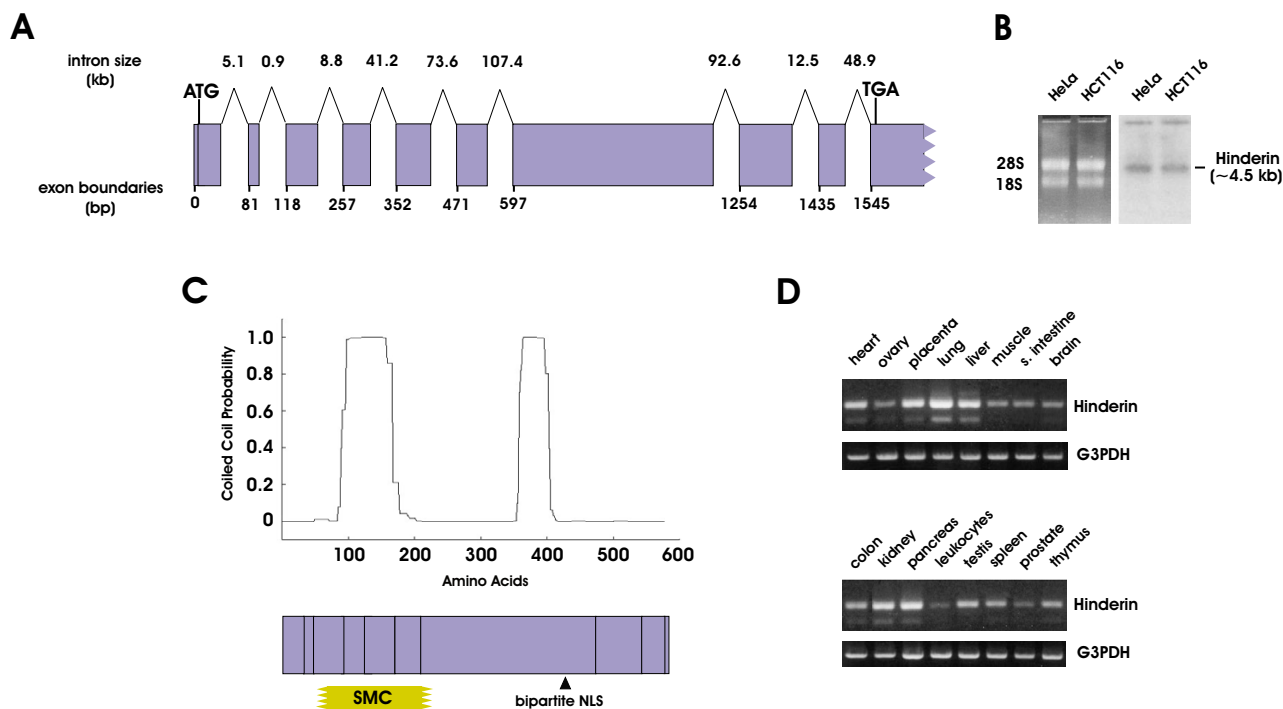 A
intron size
(kb)
5.1 0.9 8.8 41.2 73.6 107.4 92.6 12.5 48.9
ATG
TGA
exon boundaries
(bp)
0 81 118 257 352 471 597 1254 1435 1545
B
HeLa HCT116 HeLa HCT116
28S
18S
Hinderin
(~4.5 kb)
C
Coiled Coil Probability
1.0
0.8
0.6
0.4
0.2
0
100 200 300 400 500 600
Amino Acids
SMC
bipartite NLS
D
heart ovary placenta lung liver muscle s. intestine brain
Hinderin
G3PDH
colon kidney pancreas leukocytes testis spleen prostate thymus
Hinderin
G3PDH